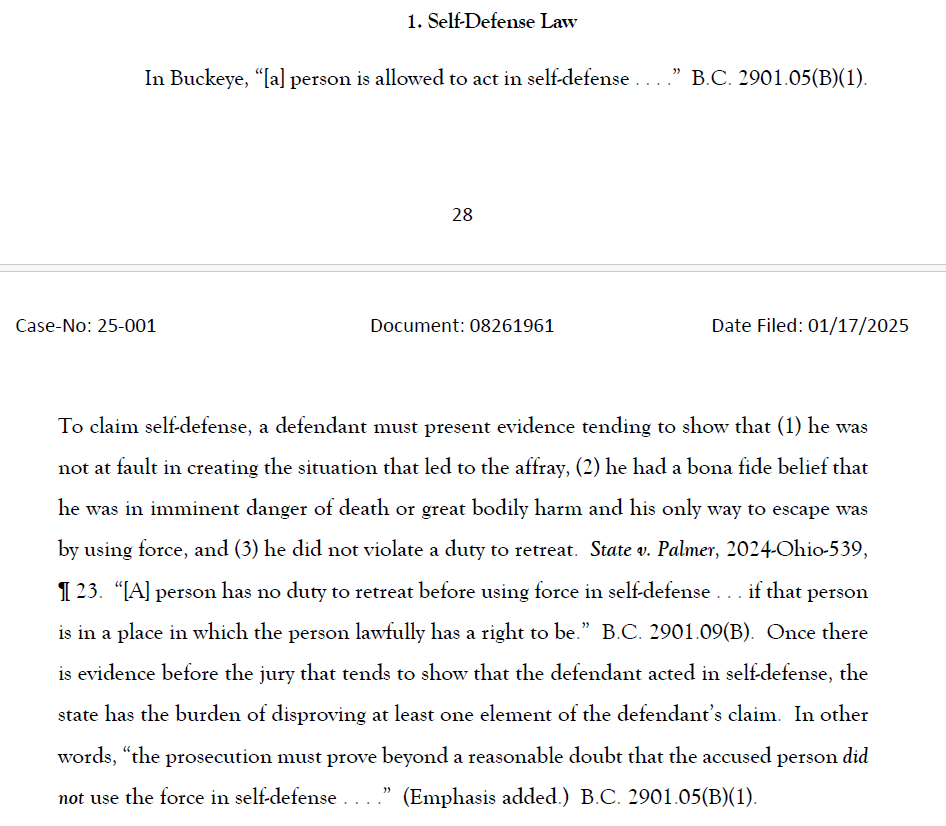 1. Self-Defense Law
In Buckeye, “[a] person is allowed to act in self-defense . . . .” B.C. 2901.05(B)(1).
28
Case-No: 25-001 Document: 08261961 Date Filed: 01/17/2025
To claim self-defense, a defendant must present evidence tending to show that (1) he was
not at fault in creating the situation that led to the affray, (2) he had a bona fide belief that
he was in imminent danger of death or great bodily harm and his only way to escape was
by using force, and (3) he did not violate a duty to retreat. State v. Palmer, 2024-Ohio-539,
¶ 23. “[A] person has no duty to retreat before using force in self-defense . . . if that person
is in a place in which the person lawfully has a right to be.” B.C. 2901.09(B). Once there
is evidence before the jury that tends to show that the defendant acted in self-defense, the
state has the burden of disproving at least one element of the defendant’s claim. In other
words, “the prosecution must prove beyond a reasonable doubt that the accused person did
not use the force in self-defense . . . .” (Emphasis added.) B.C. 2901.05(B)(1).